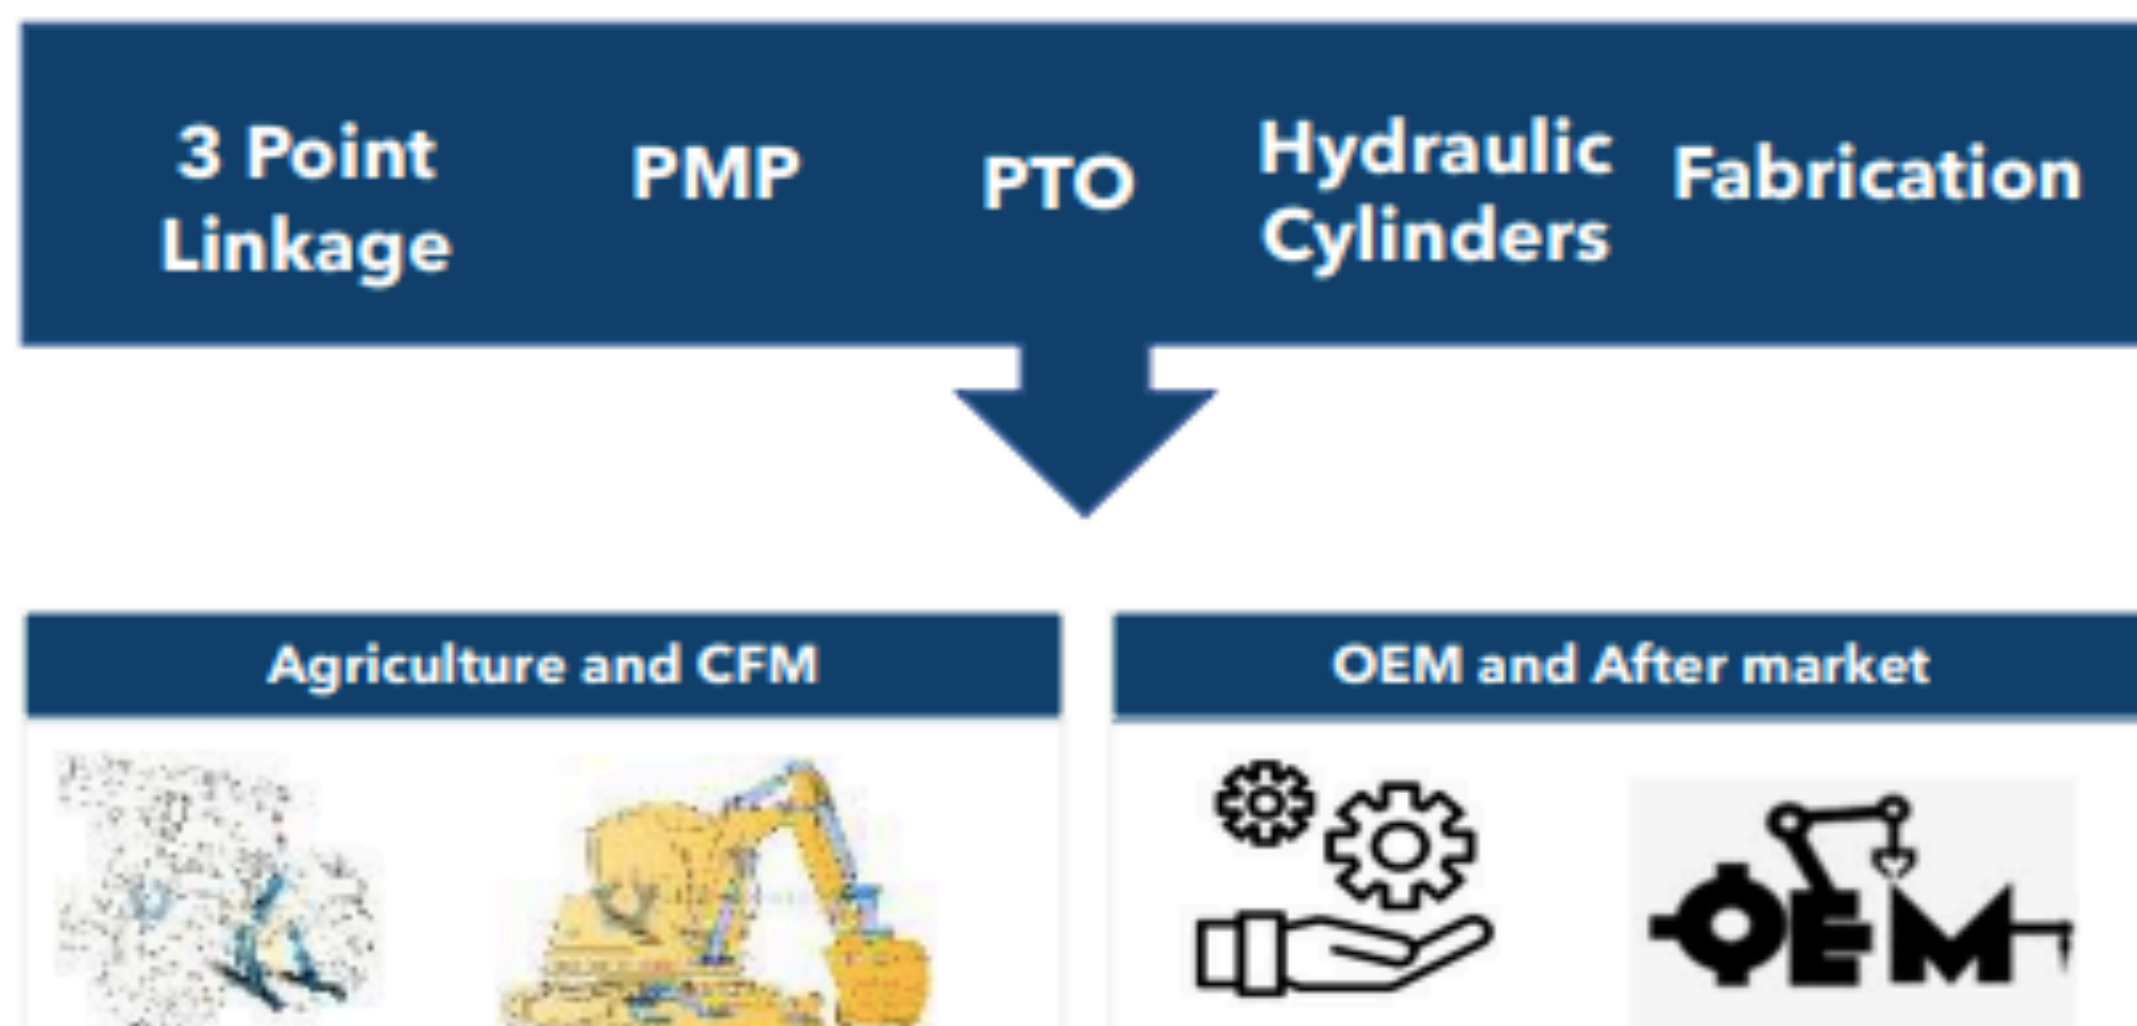 3 Point
Linkage
PMP
PTO
Hydraulic
Cylinders
Fabrication
Agriculture and CFM
OEM and After market
OEM